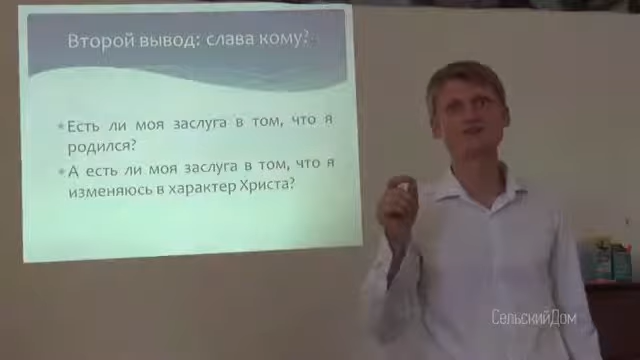 Второй вывод: слава кому?
Есть ли моя заслуга в том, что я
родился?
А есть ли моя заслуга в том, что я
изменяюсь в характер Христа?
СельскийДом